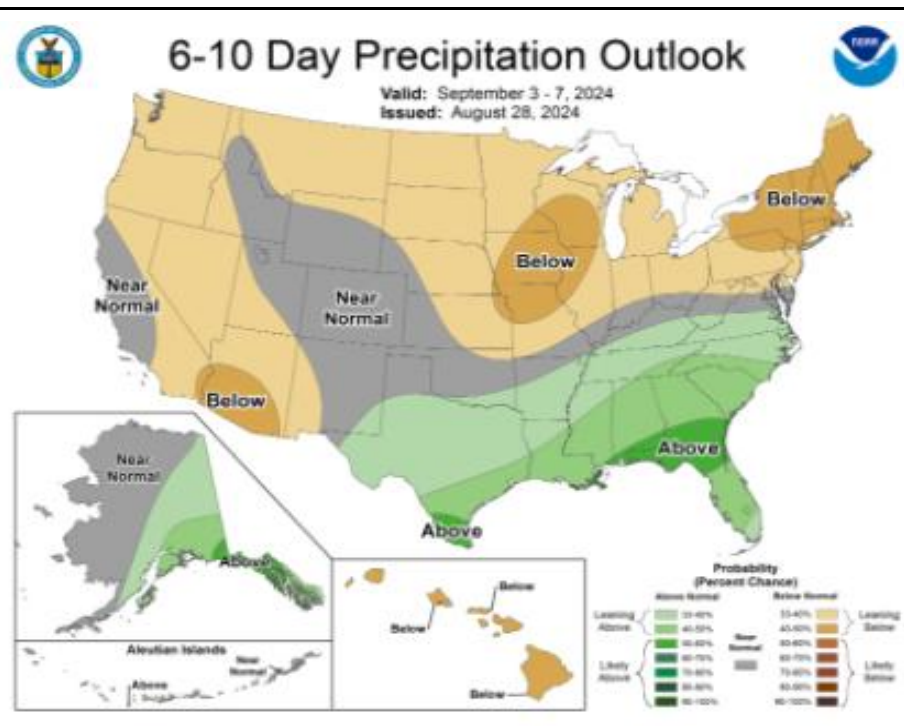 6-10 Day Precipitation Outlook
Valid: September 3 - 7, 2024
Issued: August 28, 2024
Below
Below
Near
Normal
Near
Normal
Below
Above
Above
Near
Normal
Above
Aleutian Islands
Near
Normal
Above
Below
Below
Below
Probability
(Percent Chance)
Above Normal
Below Normal
Leaning
Above
33-40%
40-50%
Near
Normal
33-40%
40-50%
Leaning
Below
Likely
Above
50-60%
60-70%
70-80%
80-90%
90-100%
50-60%
60-70%
70-80%
80-90%
90-100%
Likely
Below